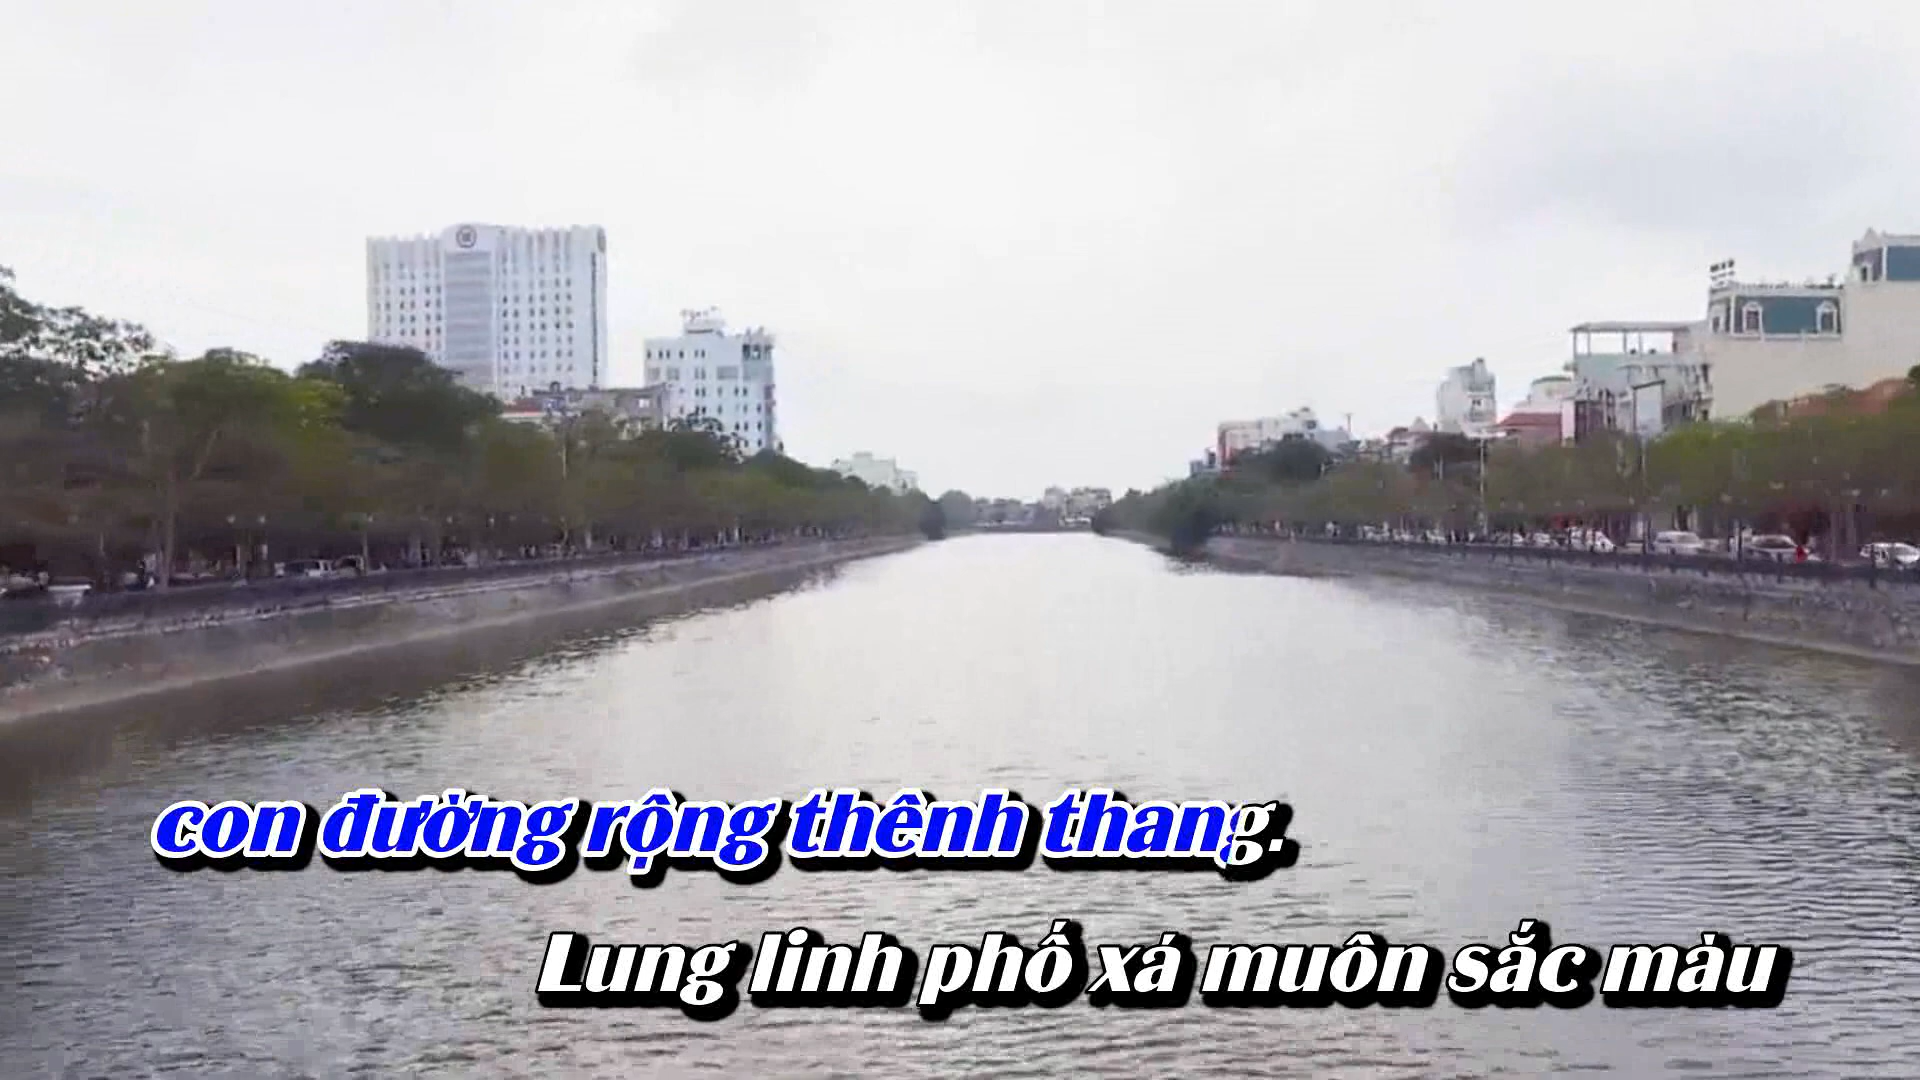 con đường rộng thênh thang.
Lung linh phố xá muôn sắc màu